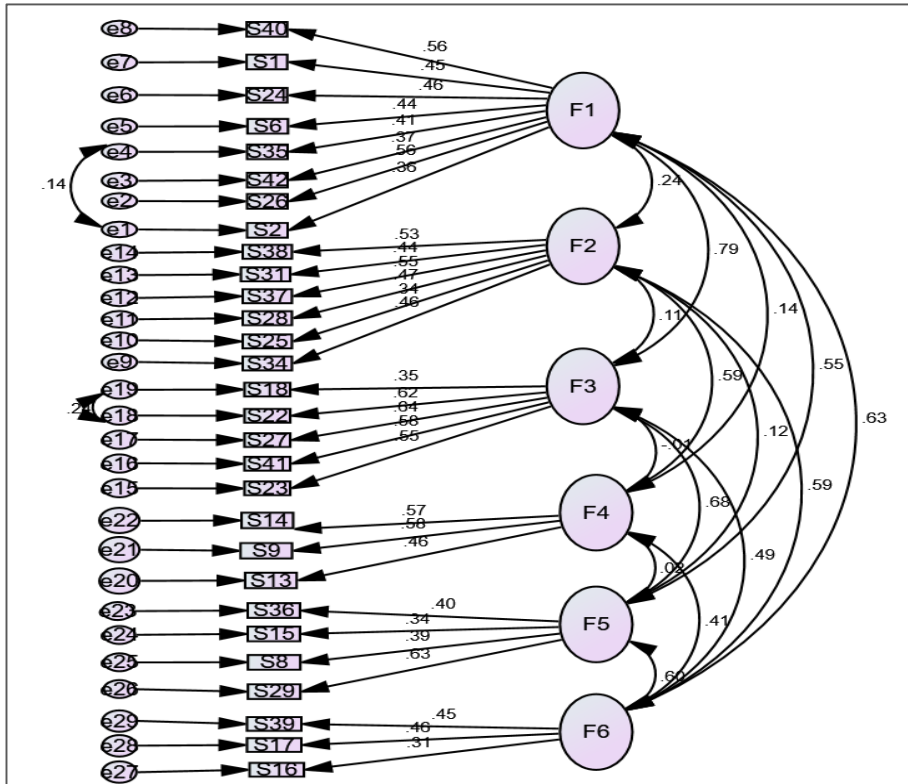 e8 S40 .56
e7 S1 .45
e6 S24 .46
F1
e5 S6 .44
e4 S35 .41
e3 S42 .37
.14
e2 S26 .56
e1 S2 .36
.24
e14 S38 .53
F2
e13 S31 .44
.79
e12 S37 .55
e11 S28 .47
.11 .14
e10 S25 .34
e9 S34 .46
.55
e19 S18 .35
F3 .59
e18 S22 .62
.63
e17 S27
.12
e16 S41 .58
-.01
e15 S23 .55
.59
.68
e22 S14 .57
F4
e21 S9 .58
.49
e20 S13 .46
.02
e23 S36 .40
.41
e24 S15 .34
F5
e25 S8 .39
e26 S29 .63
.60
e29 S39 .45
F6
e28 S17 .46
e27 S16 .31